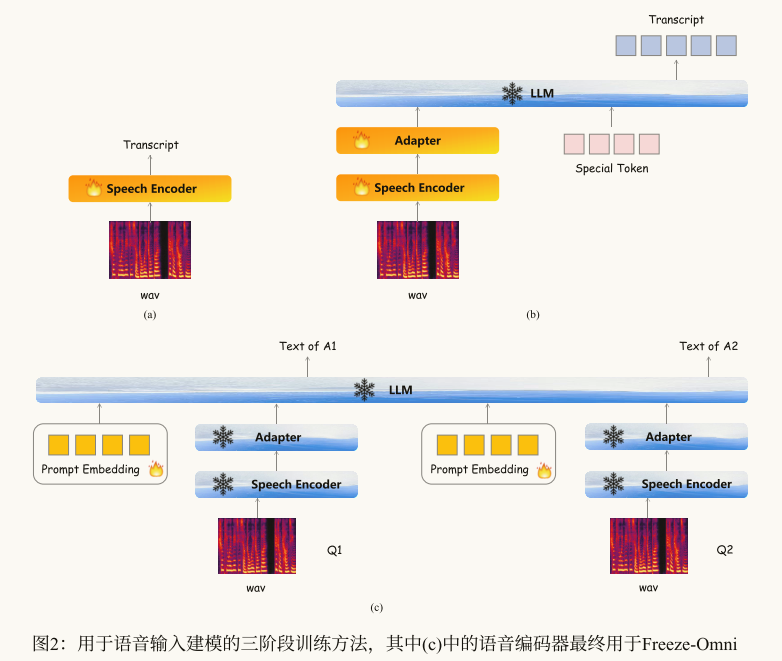 Transcript
LLM
Transcript
Adapter
Special Token
Speech Encoder
Speech Encoder
wav
wav
(a)
(b)
Text of A1
Text of A2
LLM
Adapter
Adapter
Prompt Embedding
Prompt Embedding
Speech Encoder
Speech Encoder
Q1
Q2
wav
wav
(c)
图2：用于语音输入建模的三阶段训练方法，其中(c)中的语音编码器最终用于Freeze-Omni